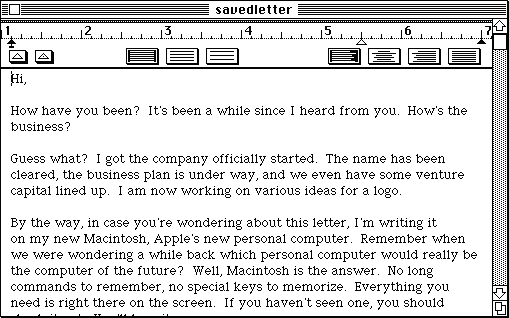 savedletter
1 2 3 4 5 6 7
Hi,
How have you been?  It's been a while since I heard from you.  How's the
business?
Guess what?  I got the company officially started.  The name has been
cleared, the business plan is under way, and we even have some venture
capital lined up.  I am now working on various ideas for a logo.
By the way, in case you're wondering about this letter, I'm writing it
on my new Macintosh, Apple's new personal computer.  Remember when
we were wondering a while back which personal computer would really be
the computer of the future?  Well, Macintosh is the answer.  No long
commands to remember, no special keys to memorize.  Everything you
need is right there on the screen.  If you haven't seen one, you should